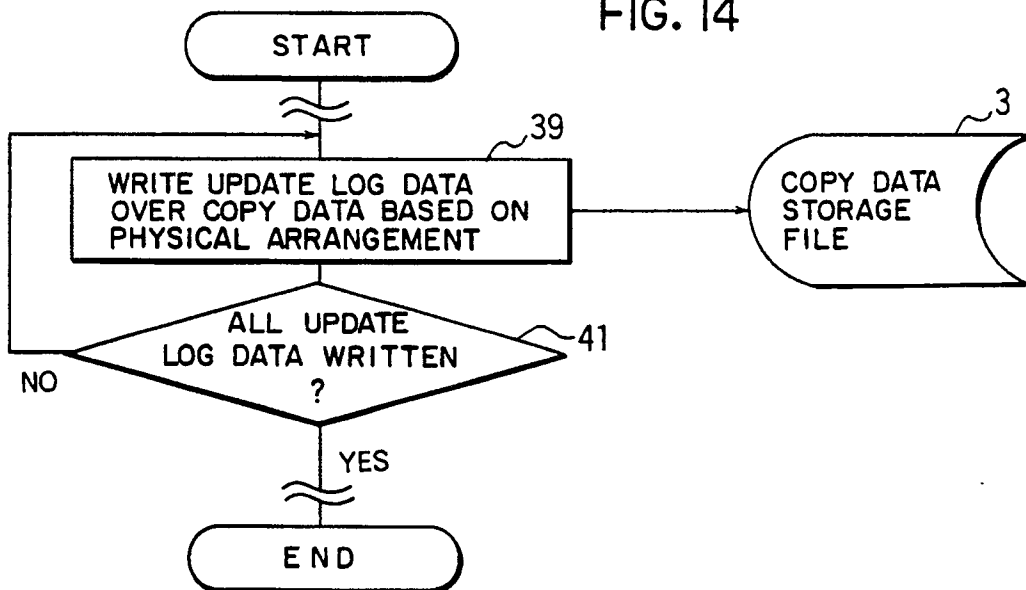 FIG. 14
START
39
3
WRITE UPDATE LOG DATA
OVER COPY DATA BASED ON
PHYSICAL ARRANGEMENT
COPY DATA
STORAGE
FILE
ALL UPDATE
LOG DATA WRITTEN
?
41
NO
YES
END